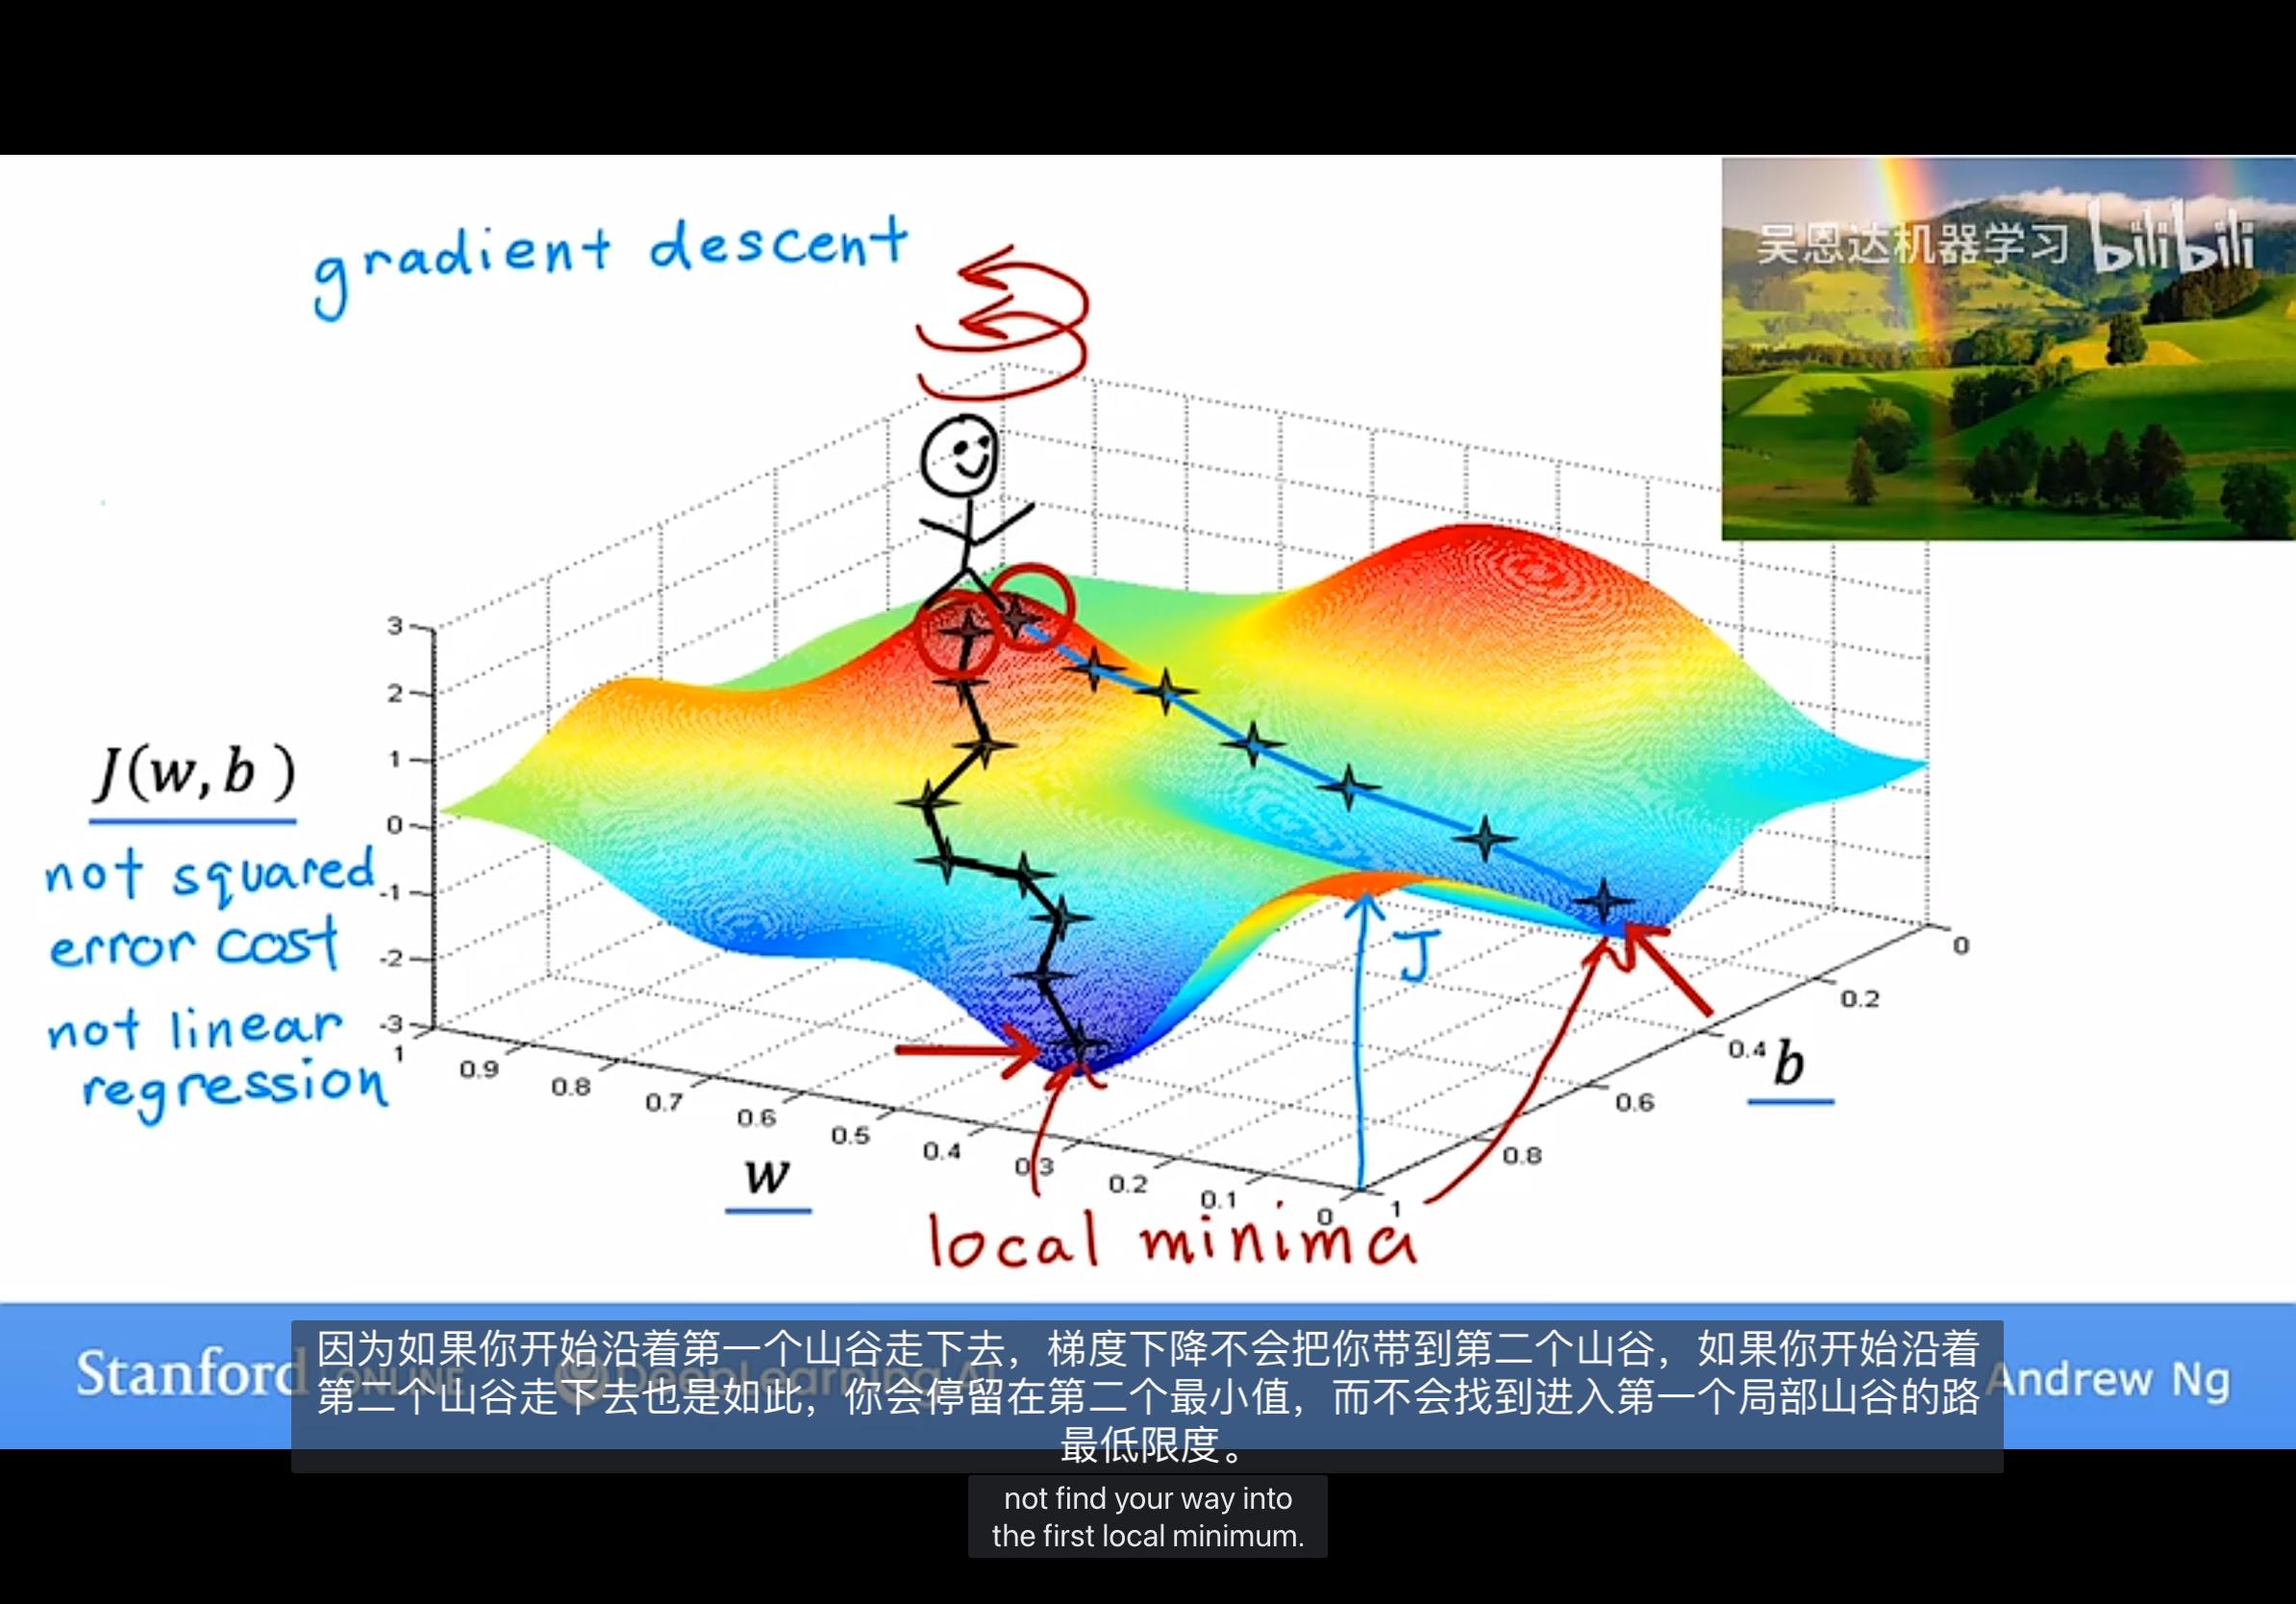 吴恩达机器学习 bilibili
gradient descent
3
2
1
0
-1
-2
-3
J(w, b)
not squared
error cost
not linear
regression
J
1
0.9
0.8
0.7
0.6
0.5
0.4
0.3
0.2
0.1
0
w
0
0.2
0.4
0.6
0.8
1
b
local minima
Stanford ONLINE DeepLearning.AI Andrew Ng
因为如果你开始沿着第一个山谷走下去，梯度下降不会把你带到第二个山谷，如果你开始沿着
第二个山谷走下去也是如此，你会停留在第二个最小值，而不会找到进入第一个局部山谷的路
最低限度。
not find your way into
the first local minimum.